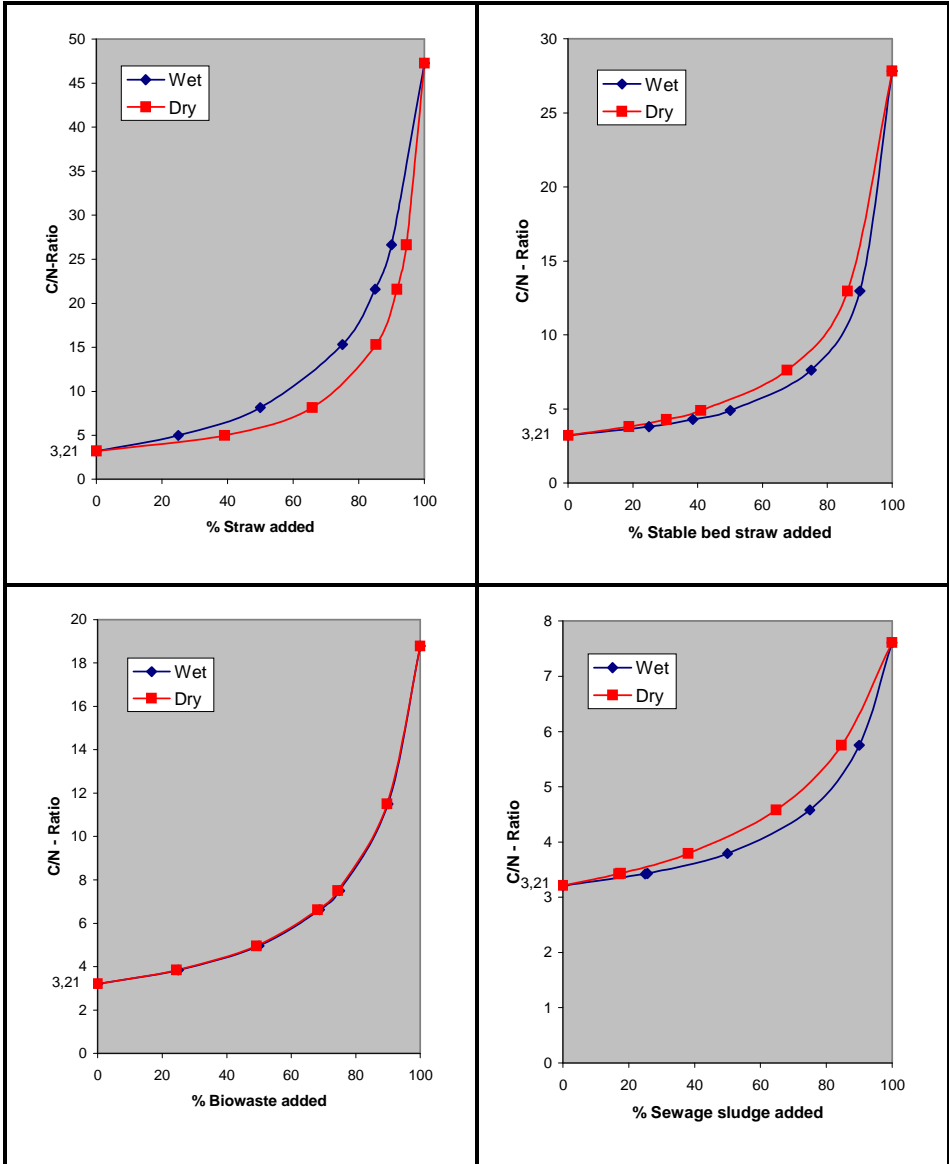 50
45
40
35
30
25
20
15
10
5
3,21
0
C/N-Ratio
Wet
Dry
0 20 40 60 80 100
% Straw added
30
25
20
15
10
5
3,21
0
C/N - Ratio
Wet
Dry
0 20 40 60 80 100
% Stable bed straw added
20
18
16
14
12
10
8
6
4
3,21
2
0
C/N - Ratio
Wet
Dry
0 20 40 60 80 100
% Biowaste added
8
7
6
5
4
3,21
3
2
1
0
C/N - Ratio
Wet
Dry
0 20 40 60 80 100
% Sewage sludge added